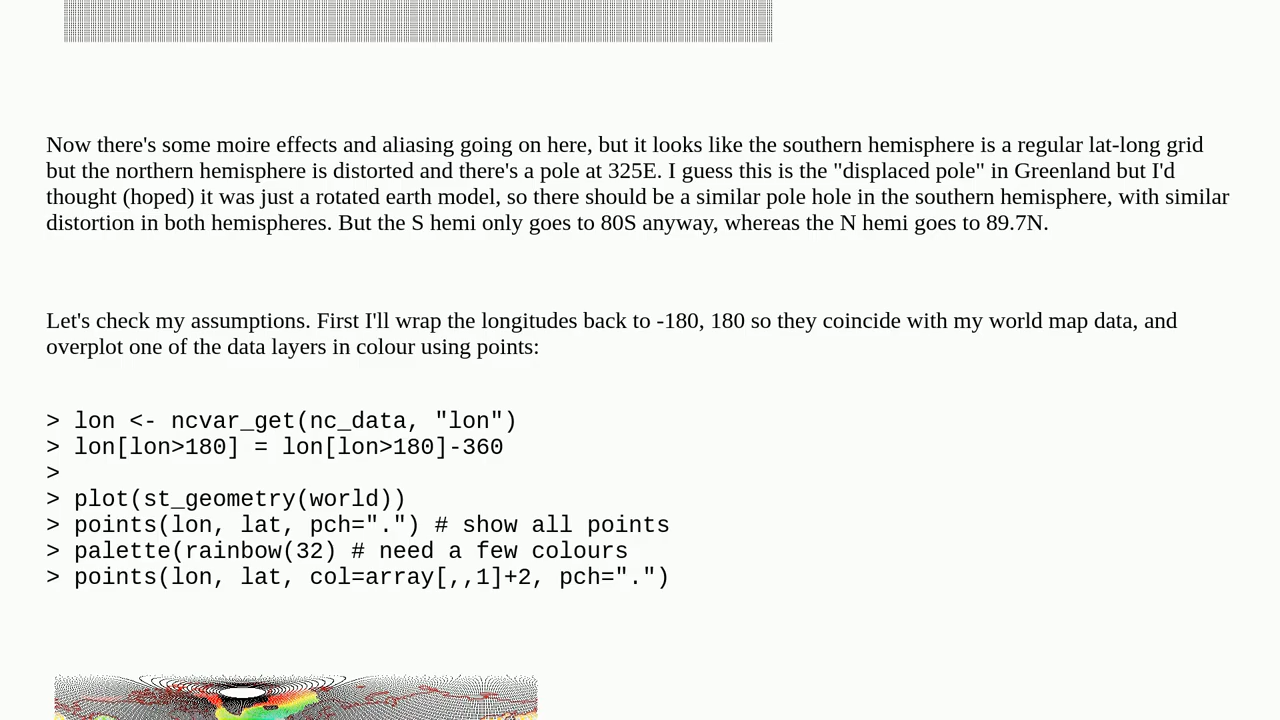 Now there's some moire effects and aliasing going on here, but it looks like the southern hemisphere is a regular lat-long grid
but the northern hemisphere is distorted and there's a pole at 325E. I guess this is the "displaced pole" in Greenland but I'd
thought (hoped) it was just a rotated earth model, so there should be a similar pole hole in the southern hemisphere, with similar
distortion in both hemispheres. But the S hemi only goes to 80S anyway, whereas the N hemi goes to 89.7N.
Let's check my assumptions. First I'll wrap the longitudes back to -180, 180 so they coincide with my world map data, and
overplot one of the data layers in colour using points:
> lon <- ncvar_get(nc_data, "lon")
> lon[lon>180] = lon[lon>180]-360
>
> plot(st_geometry(world))
> points(lon, lat, pch=".") # show all points
> palette(rainbow(32) # need a few colours
> points(lon, lat, col=array[,,1]+2, pch=".")